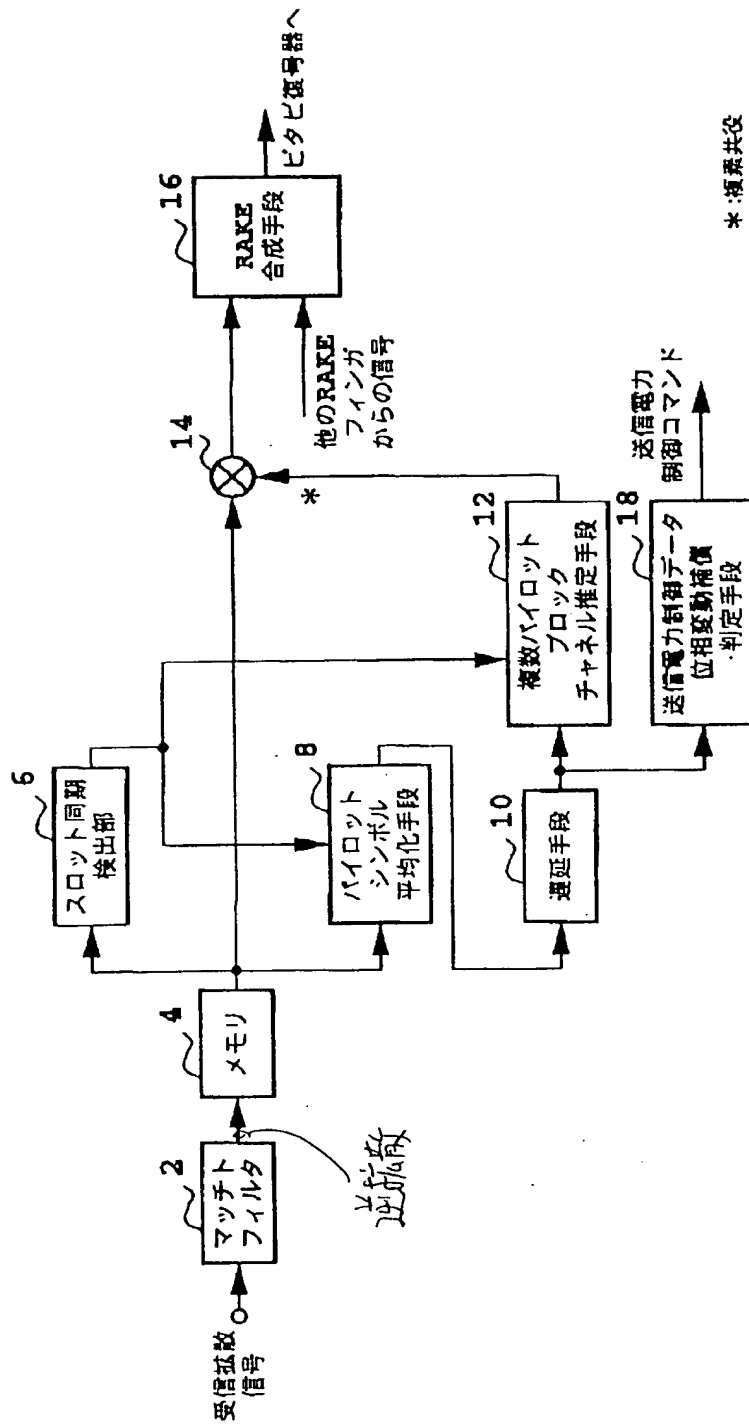 受信拡散
信号
2
マッチト
フィルタ
4
メモリ
逆拡散
6
スロット同期
検出部
8
パイロット
シンボル
平均化手段
10
遅延手段
12
複数パイロット
ブロック
チャネル推定手段
14
*
他のRAKE
フィンガ
からの信号
16
RAKE
合成手段
ビタビ復号器へ
18
送信電力制御データ
位相変動補償
・判定手段
送信電力
制御コマンド
*:複素共役